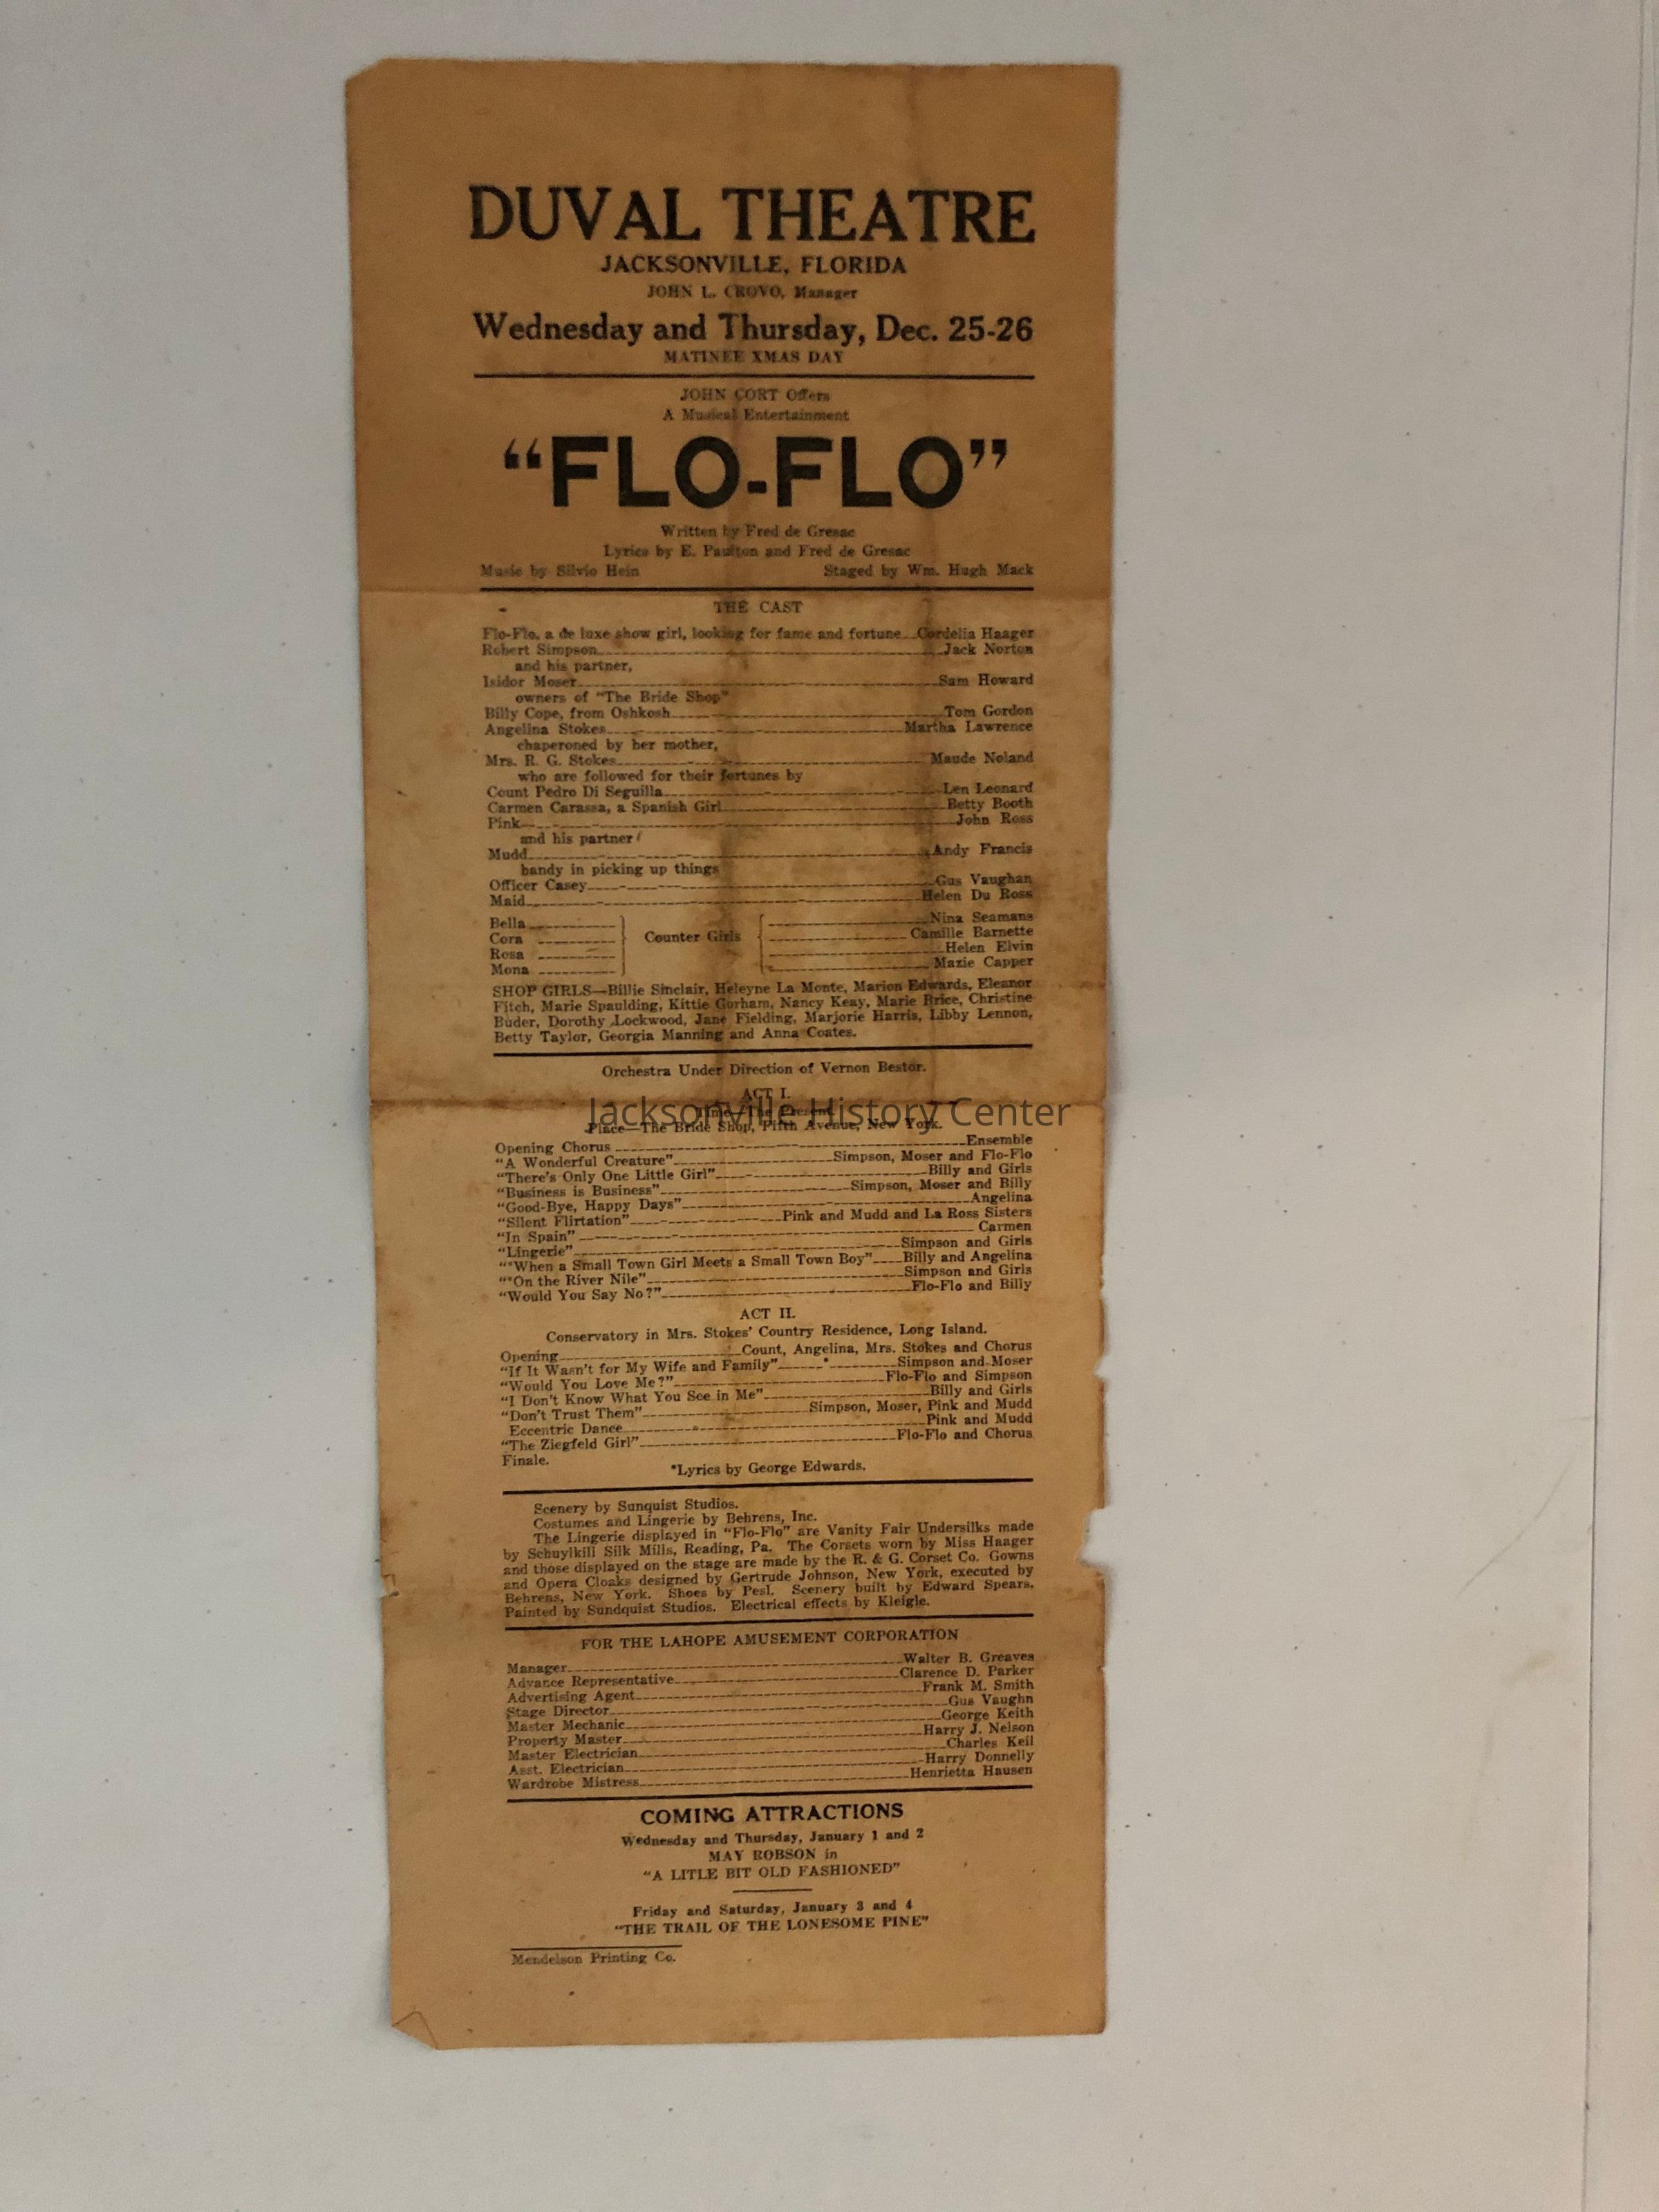 DUVAL THEATRE
JACKSONVILLE, FLORIDA
JOHN L. CROVO, Manager
Wednesday and Thursday, Dec. 25-26
MATINEE XMAS DAY
JOHN CORT Offers
A Musical Entertainment
“FLO-FLO”
Written by Fred de Gresac
Lyrics by E. Paulton and Fred de Gresac
Music by Silvio Hein Staged by Wm. Hugh Mack
THE CAST
Flo-Flo, a de luxe show girl, looking for fame and fortune Cordelia Haager
Robert Simpson Jack Norton
and his partner,
Isidor Moser Sam Howard
owners of "The Bride Shop"
Billy Cope, from Oshkosh Tom Gordon
Angelina Stokes Martha Lawrence
chaperoned by her mother,
Mrs. R. G. Stokes Maude Noland
who are followed for their fortunes by
Count Pedro Di Seguilla Len Leonard
Carmen Carassa, a Spanish Girl Betty Booth
Pink John Ross
and his partner
Mudd Andy Francis
handy in picking up things
Officer Casey Gus Vaughan
Maid Helen Du Ross
Bella Nina Seamans
Cora Counter Girls Camille Barnette
Rosa Helen Elvin
Mona Mazie Capper
SHOP GIRLS—Billie Sinclair, Heleyne La Monte, Marion Edwards, Eleanor
Fitch, Marie Spaulding, Kittie Gorham, Nancy Keay, Marie Brice, Christine
Buder, Dorothy Lockwood, Jane Fielding, Marjorie Harris, Libby Lennon,
Betty Taylor, Georgia Manning and Anna Coates.
Orchestra Under Direction of Vernon Bestor.
ACT I.
Time—The Present.
Jacksonville History Center
Place—The Bride Shop, Fifth Avenue, New York.
Opening Chorus Ensemble
"A Wonderful Creature" Simpson, Moser and Flo-Flo
"There's Only One Little Girl" Billy and Girls
"Business is Business" Simpson, Moser and Billy
"Good-Bye, Happy Days" Angelina
"Silent Flirtation" Pink and Mudd and La Ross Sisters
"In Spain" Carmen
"Lingerie" Simpson and Girls
"*When a Small Town Girl Meets a Small Town Boy" Billy and Angelina
"*On the River Nile" Simpson and Girls
"Would You Say No?" Flo-Flo and Billy
ACT II.
Conservatory in Mrs. Stokes' Country Residence, Long Island.
Opening Count, Angelina, Mrs. Stokes and Chorus
"If It Wasn't for My Wife and Family" Simpson and Moser
"Would You Love Me?" Flo-Flo and Simpson
"I Don't Know What You See in Me" Billy and Girls
"Don't Trust Them" Simpson, Moser, Pink and Mudd
Eccentric Dance Pink and Mudd
"The Ziegfeld Girl" Flo-Flo and Chorus
Finale.
*Lyrics by George Edwards.
Scenery by Sunquist Studios.
Costumes and Lingerie by Behrens, Inc.
The Lingerie displayed in "Flo-Flo" are Vanity Fair Undersilks made
by Schuylkill Silk Mills, Reading, Pa. The Corsets worn by Miss Haager
and those displayed on the stage are made by the R. & G. Corset Co. Gowns
and Opera Cloaks designed by Gertrude Johnson, New York, executed by
Behrens, New York. Shoes by Pesl. Scenery built by Edward Spears.
Painted by Sundquist Studios. Electrical effects by Kleigle.
FOR THE LAHOPE AMUSEMENT CORPORATION
Manager Walter B. Greaves
Advance Representative Clarence D. Parker
Advertising Agent Frank M. Smith
Stage Director Gus Vaughn
Master Mechanic George Keith
Property Master Harry J. Nelson
Master Electrician Charles Keil
Asst. Electrician Harry Donnelly
Wardrobe Mistress Henrietta Hausen
COMING ATTRACTIONS
Wednesday and Thursday, January 1 and 2
MAY ROBSON in
"A LITLE BIT OLD FASHIONED"
Friday and Saturday, January 3 and 4
"THE TRAIL OF THE LONESOME PINE"
Mendelson Printing Co.